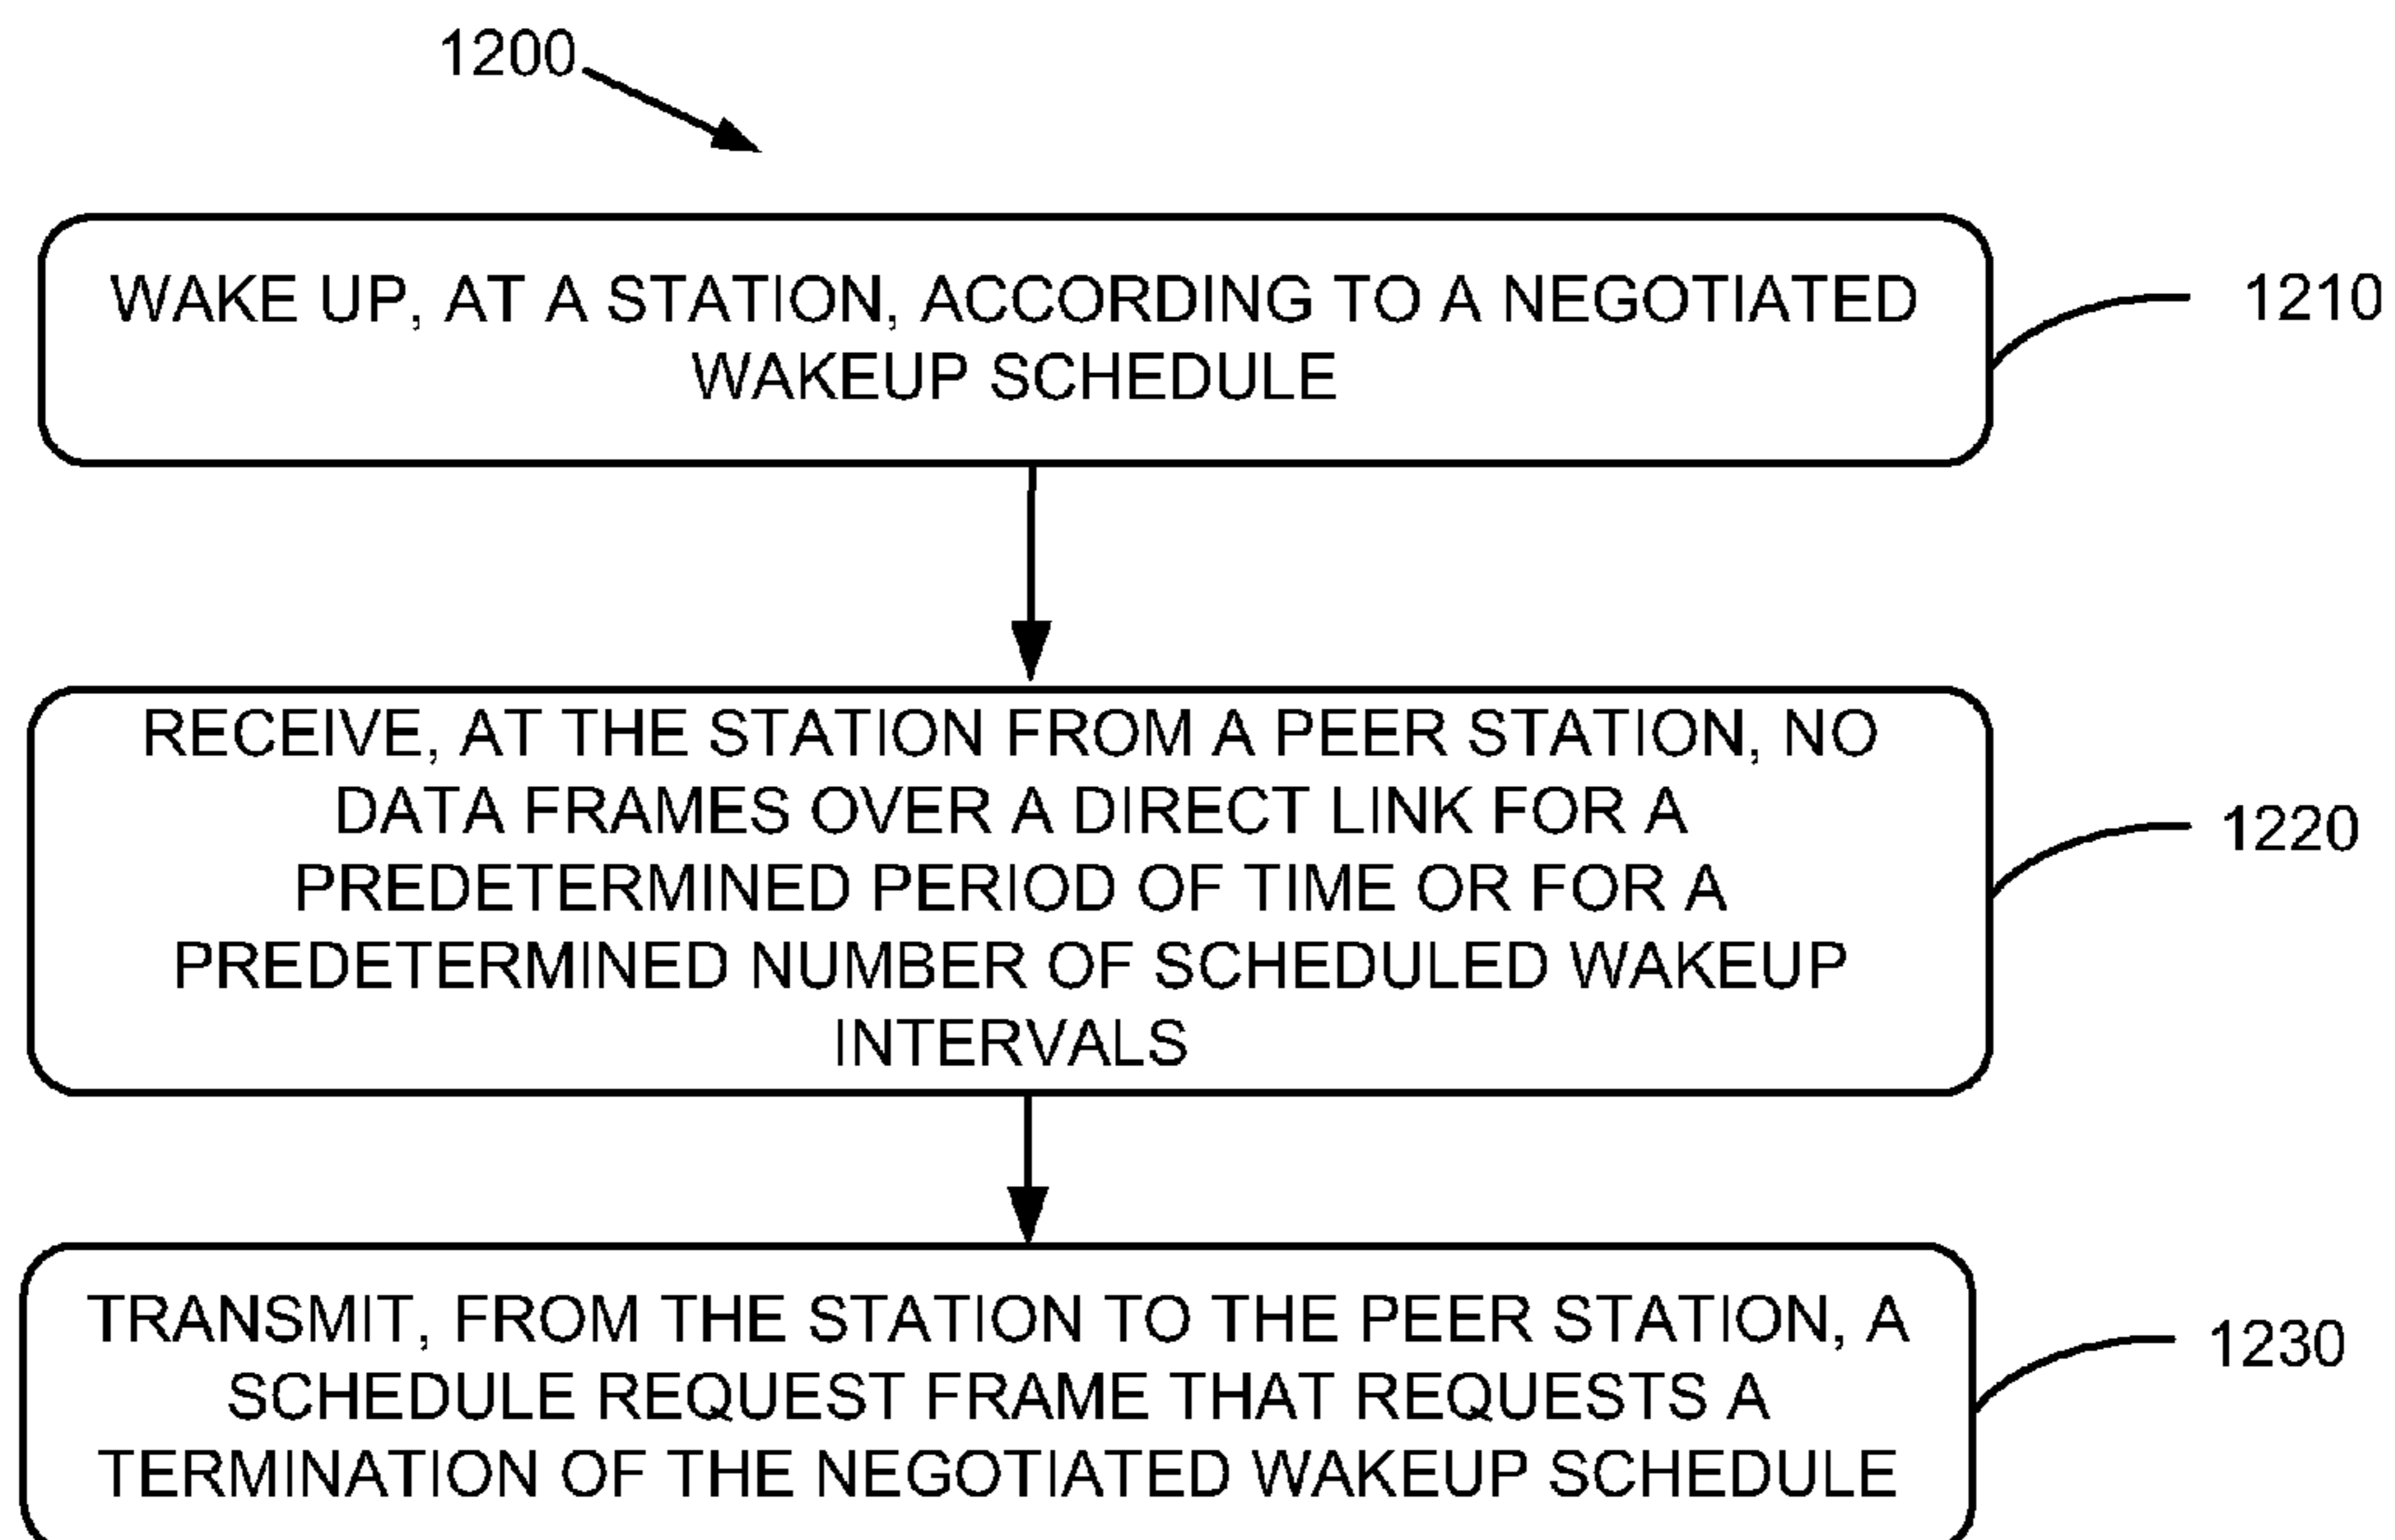 1200
WAKE UP, AT A STATION, ACCORDING TO A NEGOTIATED
WAKEUP SCHEDULE
1210
RECEIVE, AT THE STATION FROM A PEER STATION, NO
DATA FRAMES OVER A DIRECT LINK FOR A
PREDETERMINED PERIOD OF TIME OR FOR A
PREDETERMINED NUMBER OF SCHEDULED WAKEUP
INTERVALS
1220
TRANSMIT, FROM THE STATION TO THE PEER STATION, A
SCHEDULE REQUEST FRAME THAT REQUESTS A
TERMINATION OF THE NEGOTIATED WAKEUP SCHEDULE
1230